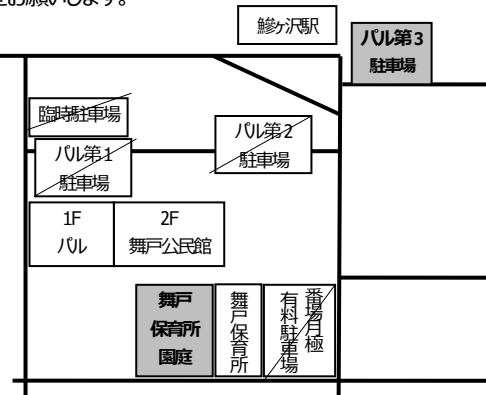 をお願いします。
鰺ヶ沢駅
パル第3
駐車場
臨時駐車場
パル第1
駐車場
パル第2
駐車場
1F
パル
2F
舞戸公民館
舞戸
保育所
園庭
舞戸保育所
番場月極
有料駐車場